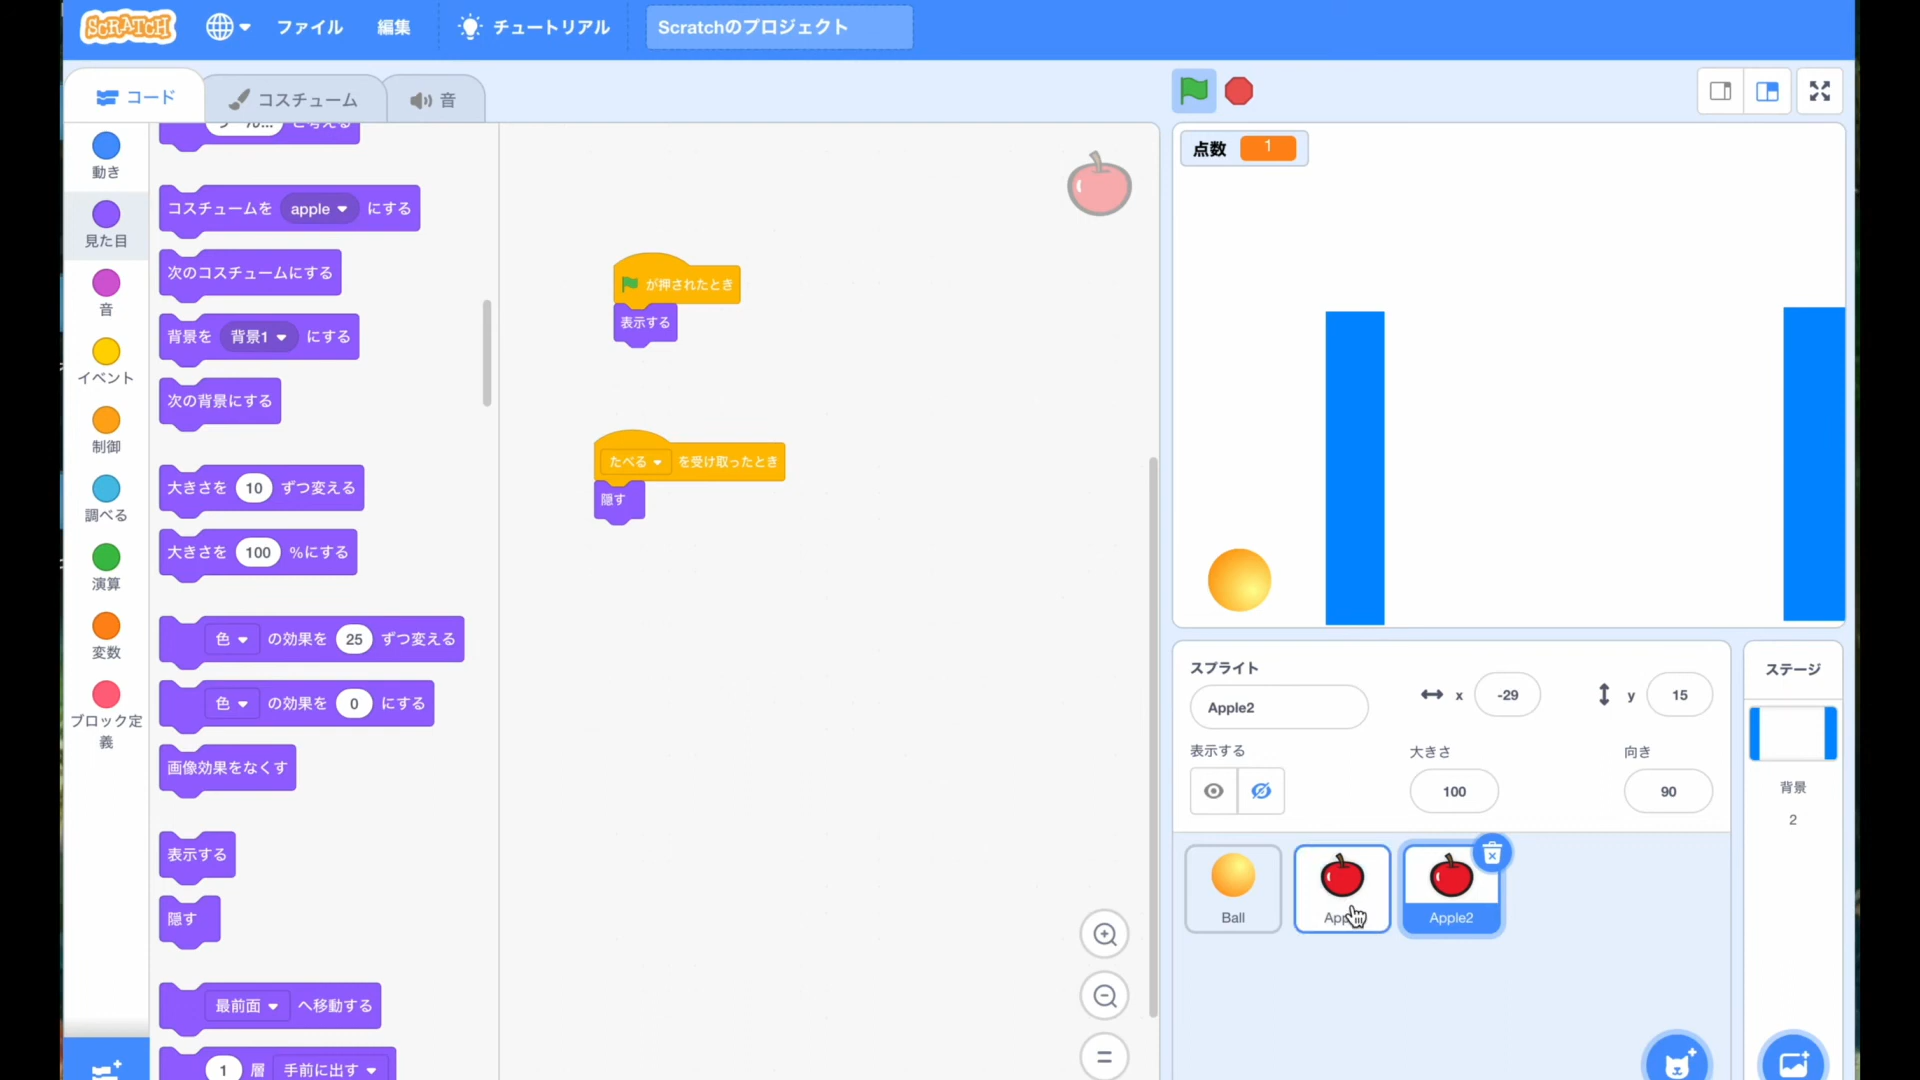 SCRATCH
ファイル
編集
チュートリアル
Scratchのプロジェクト
コード
コスチューム
音
動き
見た目
音
イベント
制御
調べる
演算
変数
ブロック定
義
と考える
コスチュームを apple にする
次のコスチュームにする
背景を 背景1 にする
次の背景にする
大きさを 10 ずつ変える
大きさを 100 %にする
色 の効果を 25 ずつ変える
色 の効果を 0 にする
画像効果をなくす
表示する
隠す
最前面 へ移動する
1 層 手前に出す
が押されたとき
表示する
たべる を受け取ったとき
隠す
点数 1
スプライト
Apple2
x -29
y 15
表示する
大きさ
向き
100
90
Ball
Apple2
ステージ
背景
2